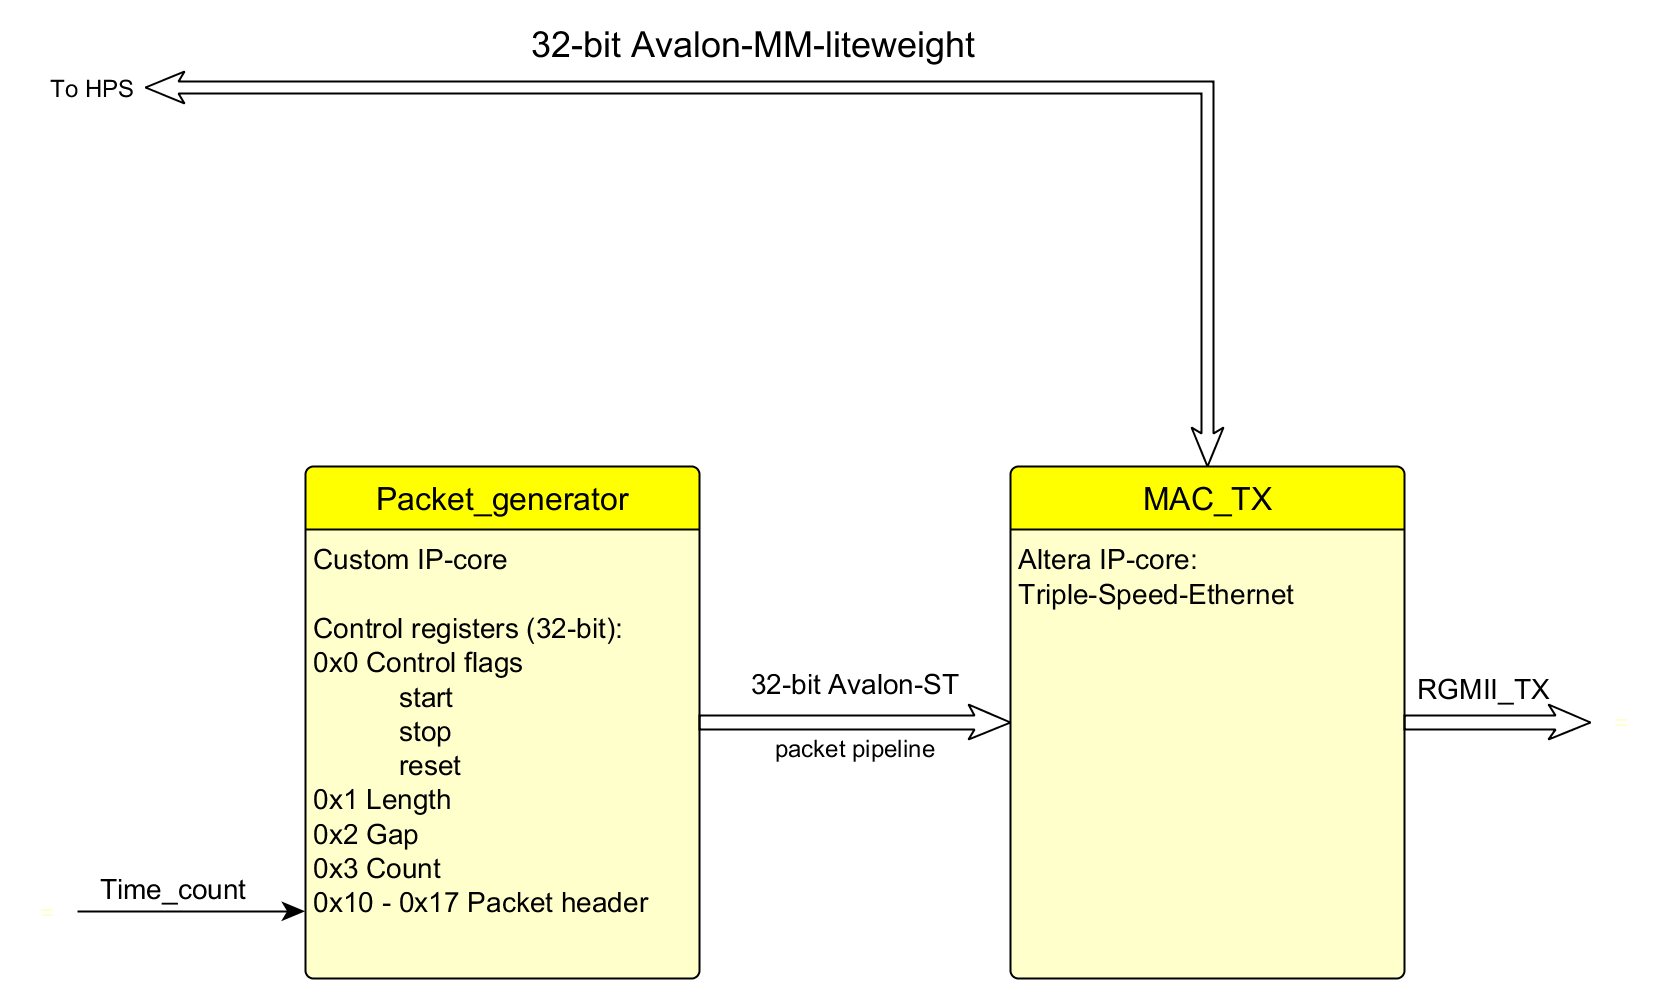 32-bit Avalon-MM-liteweight
To HPS
Packet_generator
Custom IP-core
Control registers (32-bit):
0x0 Control flags
start
stop
reset
0x1 Length
0x2 Gap
0x3 Count
0x10 - 0x17 Packet header
Time_count
32-bit Avalon-ST
packet pipeline
MAC_TX
Altera IP-core:
Triple-Speed-Ethernet
RGMII_TX